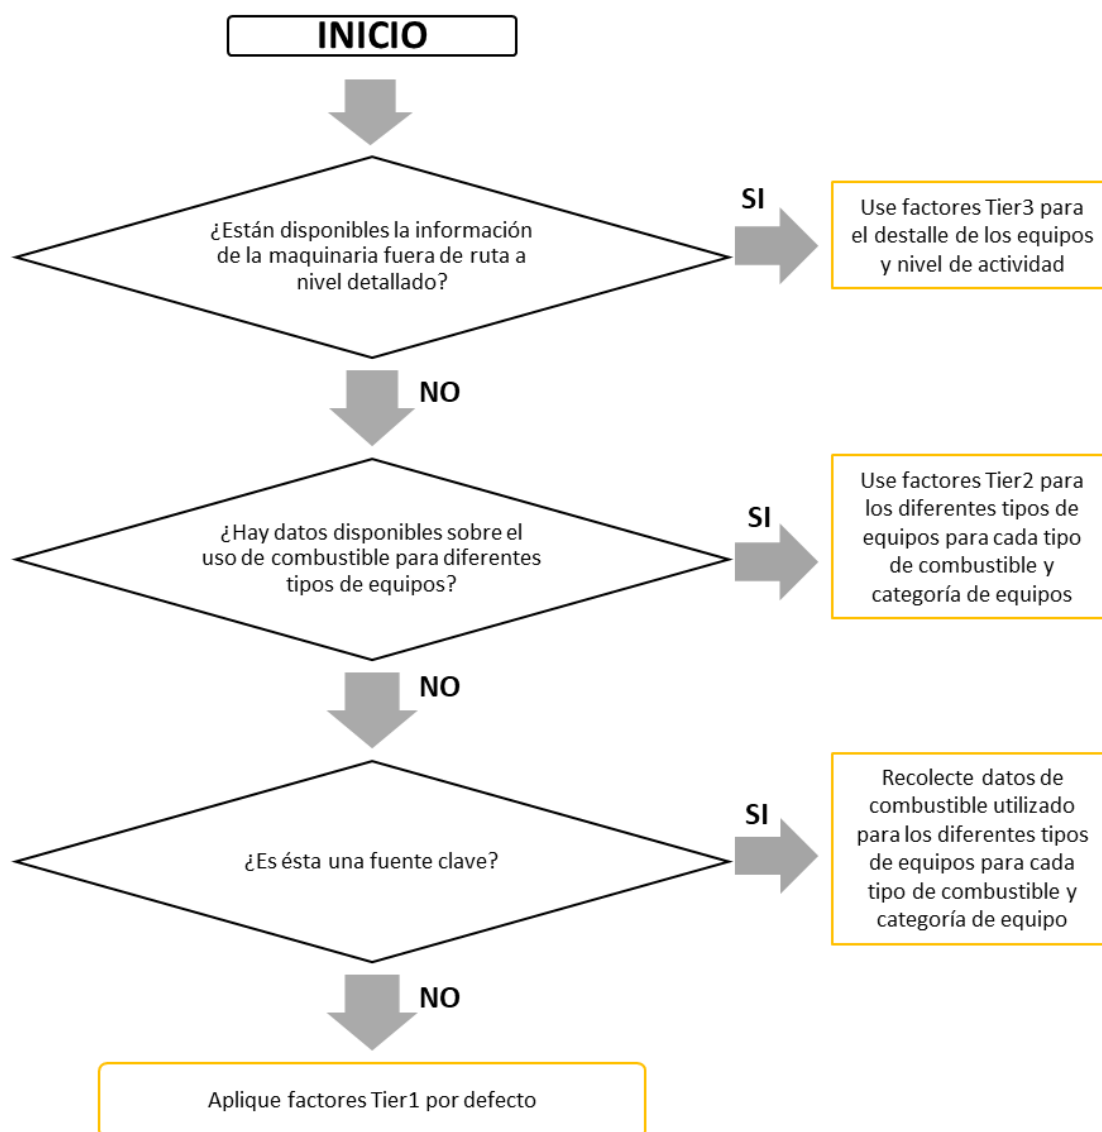 INICIO
¿Están disponibles la información
de la maquinaria fuera de ruta a
nivel detallado?
SI
Use factores Tier3 para
el destalle de los equipos
y nivel de actividad
NO
¿Hay datos disponibles sobre el
uso de combustible para diferentes
tipos de equipos?
SI
Use factores Tier2 para
los diferentes tipos de
equipos para cada tipo
de combustible y
categoría de equipos
NO
¿Es ésta una fuente clave?
SI
Recolecte datos de
combustible utilizado
para los diferentes tipos
de equipos para cada
tipo de combustible y
categoría de equipo
NO
Aplique factores Tier1 por defecto